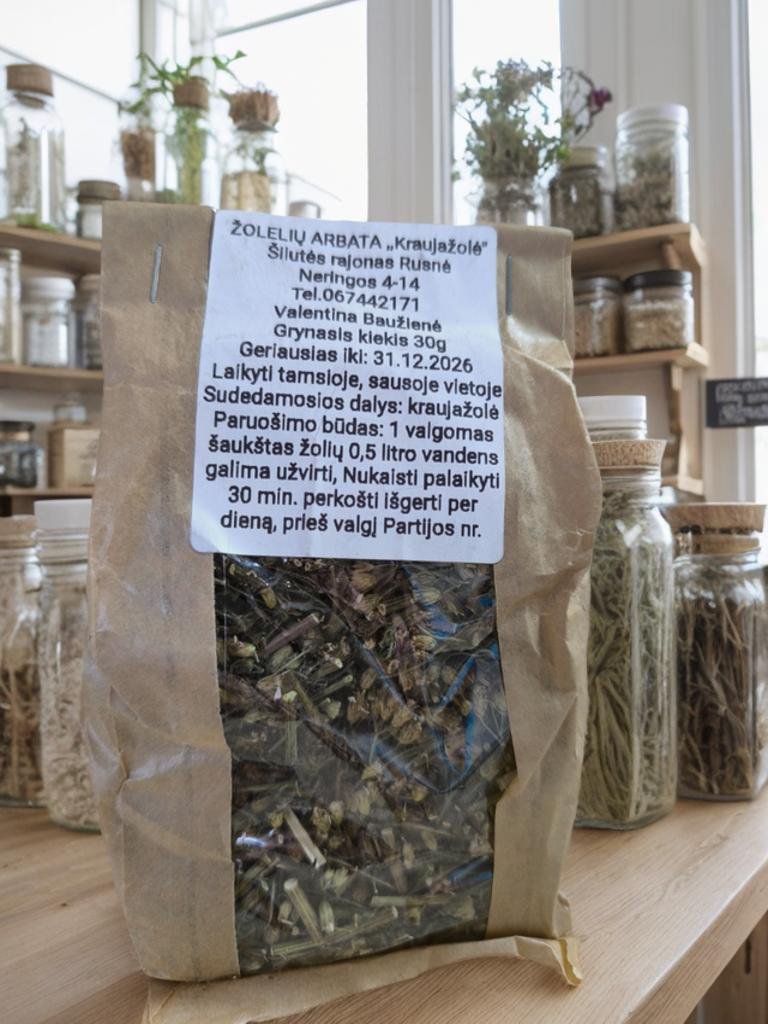 ŽOLELIŲ ARBATA „Kraujažolė"
Šilutės rajonas Rusnė
Neringos 4-14
Tel.067442171
Valentina Baužienė
Grynasis kiekis 30g
Geriausias iki: 31.12.2026
Laikyti tamsioje, sausoje vietoje
Sudedamosios dalys: kraujažolė
Paruošimo būdas: 1 valgomas
šaukštas žolių 0,5 litro vandens
galima užvirti, Nukaisti palaikyti
30 min. perkošti išgerti per
dieną, prieš valgį Partijos nr.